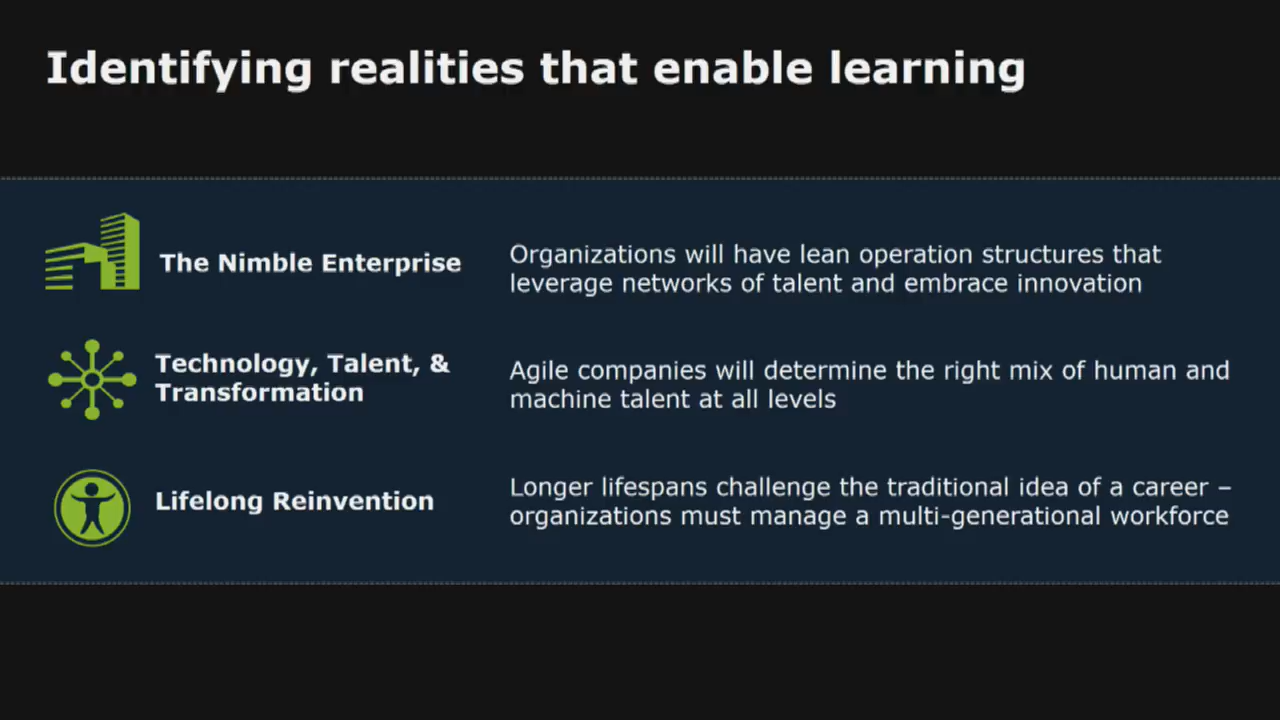 Identifying realities that enable learning
The Nimble Enterprise
Organizations will have lean operation structures that
leverage networks of talent and embrace innovation
Technology, Talent, &
Transformation
Agile companies will determine the right mix of human and
machine talent at all levels
Lifelong Reinvention
Longer lifespans challenge the traditional idea of a career –
organizations must manage a multi-generational workforce